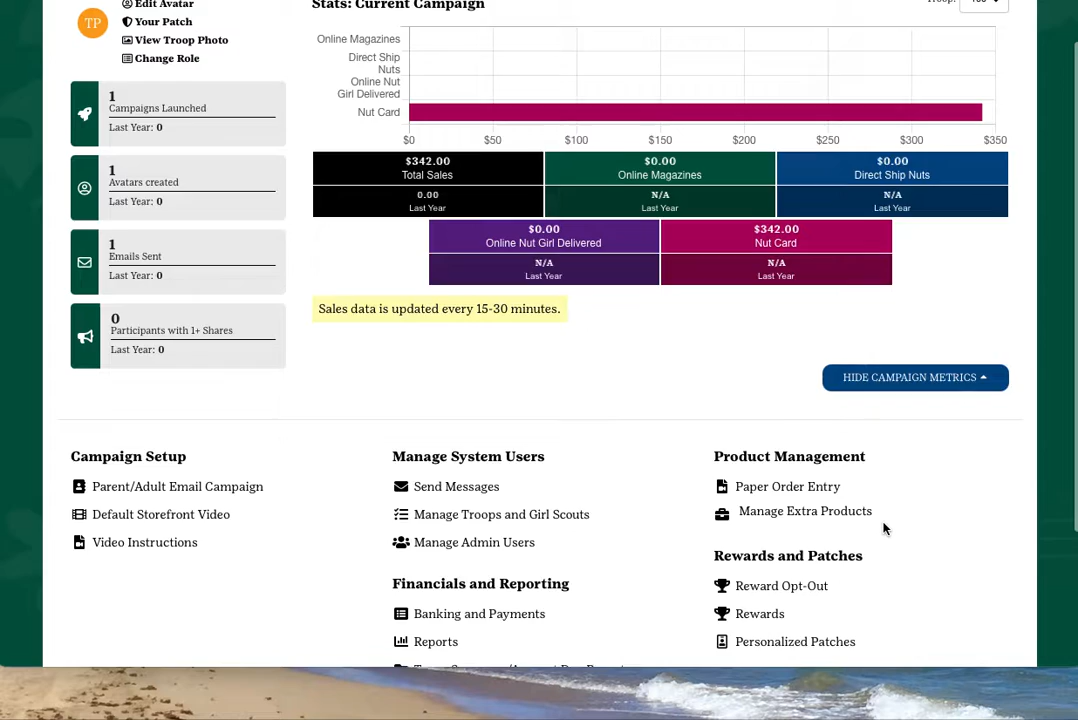 Edit Avatar
TP
Your Patch
View Troop Photo
Change Role
1
Campaigns Launched
Last Year: 0
1
Avatars created
Last Year: 0
1
Emails Sent
Last Year: 0
0
Participants with 1+ Shares
Last Year: 0
Stats: Current Campaign
Troop:
Online Magazines
Direct Ship
Nuts
Online Nut
Girl Delivered
Nut Card
$0 $50 $100 $150 $200 $250 $300 $350
$342.00 $0.00 $0.00
Total Sales Online Magazines Direct Ship Nuts
0.00 N/A N/A
Last Year Last Year Last Year
$0.00 $342.00
Online Nut Girl Delivered Nut Card
N/A N/A
Last Year Last Year
Sales data is updated every 15-30 minutes.
HIDE CAMPAIGN METRICS
Campaign Setup
Parent/Adult Email Campaign
Default Storefront Video
Video Instructions
Manage System Users
Send Messages
Manage Troops and Girl Scouts
Manage Admin Users
Financials and Reporting
Banking and Payments
Reports
Product Management
Paper Order Entry
Manage Extra Products
Rewards and Patches
Reward Opt-Out
Rewards
Personalized Patches